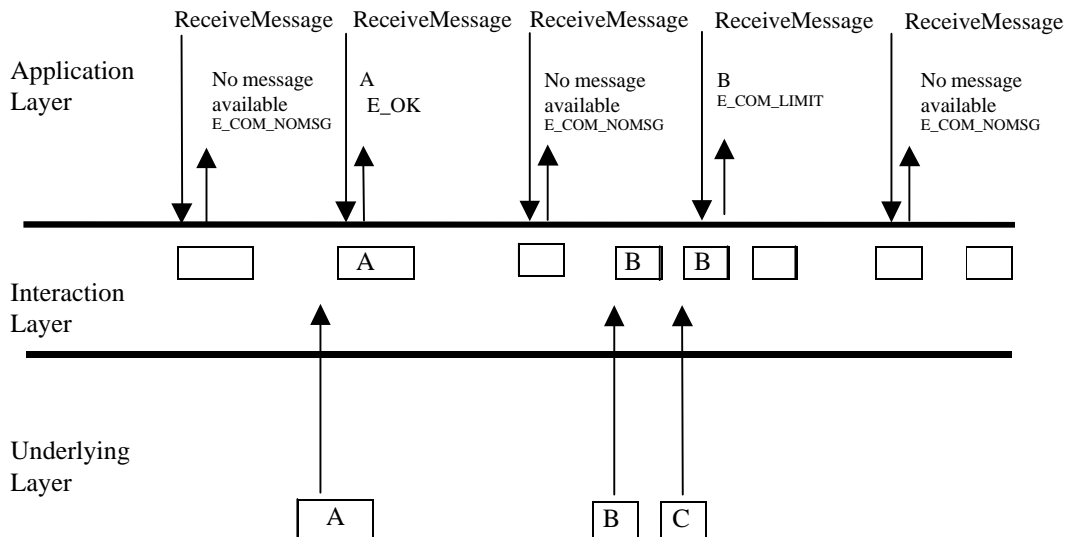 ReceiveMessage ReceiveMessage ReceiveMessage ReceiveMessage ReceiveMessage
Application
Layer
No message
available
E_COM_NOMSG
A
E_OK
No message
available
E_COM_NOMSG
B
E_COM_LIMIT
No message
available
E_COM_NOMSG
A B B
Interaction
Layer
Underlying
Layer
A B C